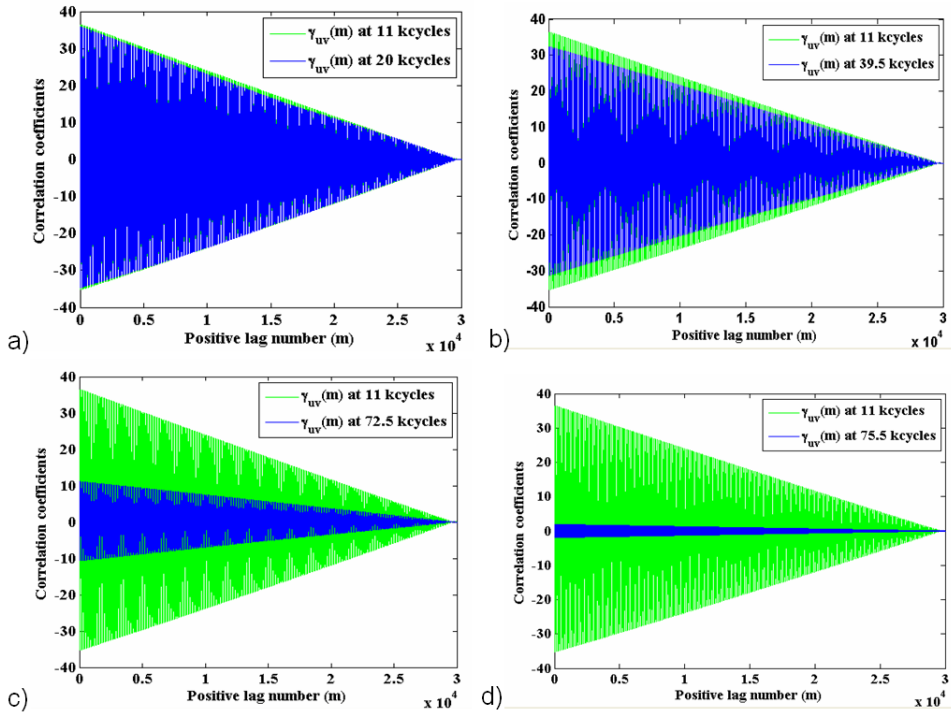 40
30
20
10
0
-10
-20
-30
-40
Correlation coefficients
γuv(m) at 11 kcycles
γuv(m) at 20 kcycles
0 0.5 1 1.5 2 2.5 3
Positive lag number (m)
x 10^4
a)
40
30
20
10
0
-10
-20
-30
-40
Correlation coefficients
γuv(m) at 11 kcycles
γuv(m) at 39.5 kcycles
0 0.5 1 1.5 2 2.5 3
Positive lag number (m)
x 10^4
b)
40
30
20
10
0
-10
-20
-30
-40
Correlation coefficients
γuv(m) at 11 kcycles
γuv(m) at 72.5 kcycles
0 0.5 1 1.5 2 2.5 3
Positive lag number (m)
x 10^4
c)
40
30
20
10
0
-10
-20
-30
-40
Correlation coefficients
γuv(m) at 11 kcycles
γuv(m) at 75.5 kcycles
0 0.5 1 1.5 2 2.5 3
Positive lag number (m)
x 10^4
d)